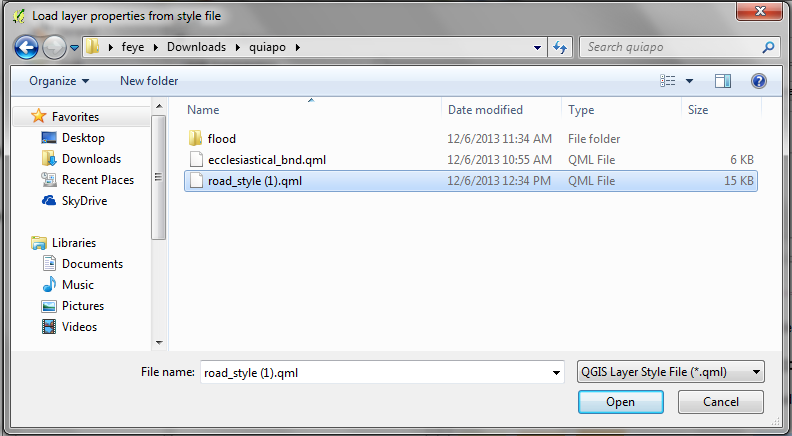 Load layer properties from style file
feye Downloads quiapo
Search quiapo
Organize New folder
Name Date modified Type Size
Favorites
Desktop
Downloads
Recent Places
SkyDrive
Libraries
Documents
Music
Pictures
Videos
flood 12/6/2013 11:34 AM File folder
ecclesiastical_bnd.qml 12/6/2013 10:55 AM QML File 6 KB
road_style (1).qml 12/6/2013 12:34 PM QML File 15 KB
File name: road_style (1).qml QGIS Layer Style File (*.qml)
Open Cancel